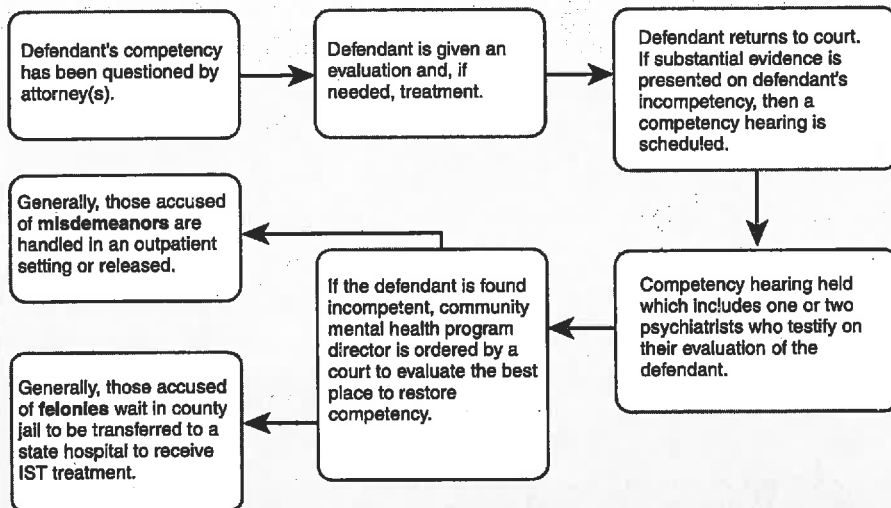 Defendant's competency
has been questioned by
attorney(s).
Defendant is given an
evaluation and, if
needed, treatment.
Defendant returns to court.
If substantial evidence is
presented on defendant's
incompetency, then a
competency hearing is
scheduled.
Competency hearing held
which includes one or two
psychiatrists who testify on
their evaluation of the
defendant.
If the defendant is found
incompetent, community
mental health program
director is ordered by a
court to evaluate the best
place to restore
competency.
Generally, those accused
of misdemeanors are
handled in an outpatient
setting or released.
Generally, those accused
of felonies wait in county
jail to be transferred to a
state hospital to receive
IST treatment.